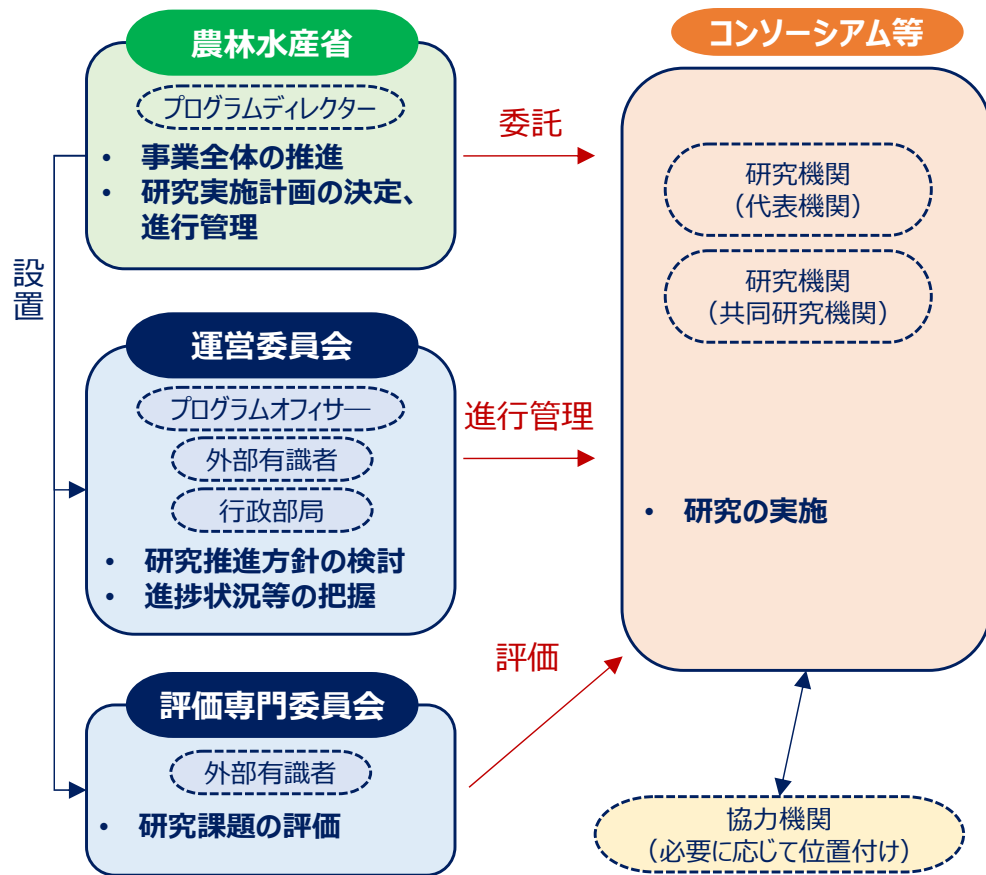 農林水産省
プログラムディレクター
• 事業全体の推進
• 研究実施計画の決定、
進行管理
設置
運営委員会
プログラムオフィサー
外部有識者
行政部局
• 研究推進方針の検討
• 進捗状況等の把握
評価専門委員会
外部有識者
• 研究課題の評価
委託
進行管理
評価
コンソーシアム等
研究機関
（代表機関）
研究機関
（共同研究機関）
• 研究の実施
協力機関
（必要に応じて位置付け）